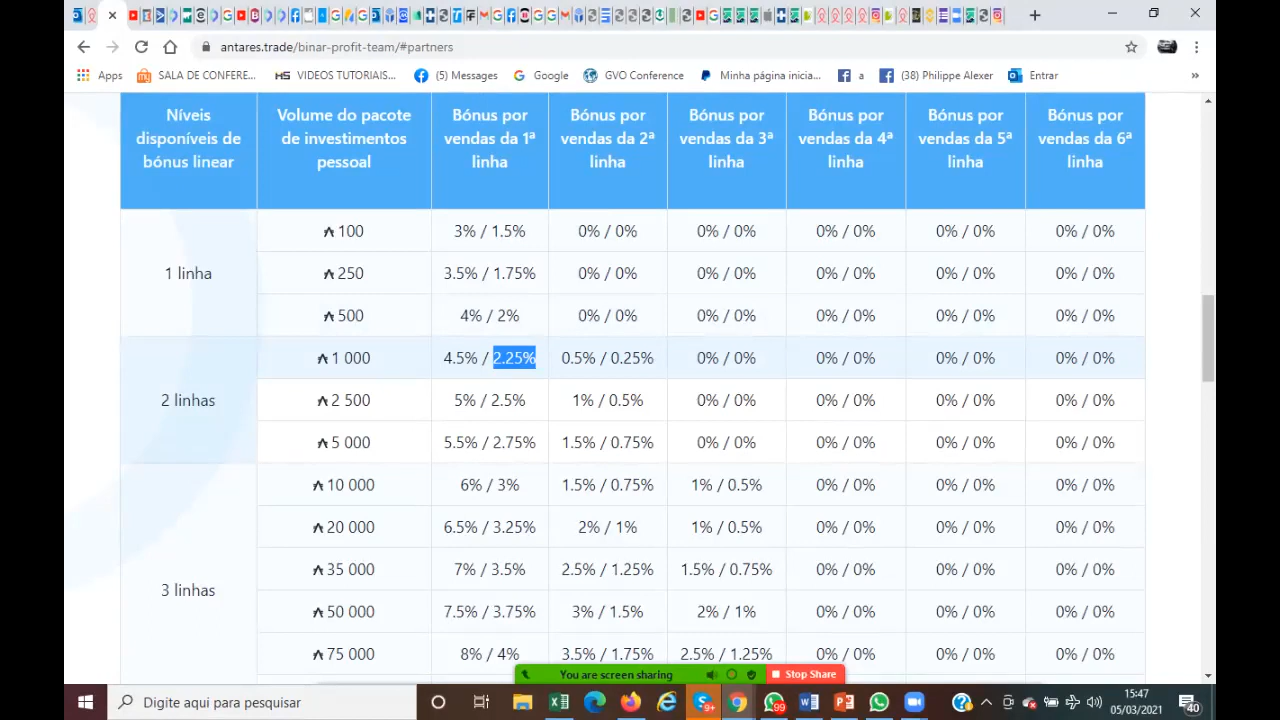 antares.trade/binar-profit-team/#partners
Apps
SALA DE CONFERE...
VIDEOS TUTORIAIS...
(5) Messages
Google
GVO Conference
Minha página inicia...
a
(38) Philippe Alexer
Entrar
»
Níveis disponíveis de bónus linear
Volume do pacote de investimentos pessoal
Bónus por vendas da 1ª linha
Bónus por vendas da 2ª linha
Bónus por vendas da 3ª linha
Bónus por vendas da 4ª linha
Bónus por vendas da 5ª linha
Bónus por vendas da 6ª linha
1 linha
100 3% / 1.5% 0% / 0% 0% / 0% 0% / 0% 0% / 0% 0% / 0%
250 3.5% / 1.75% 0% / 0% 0% / 0% 0% / 0% 0% / 0% 0% / 0%
500 4% / 2% 0% / 0% 0% / 0% 0% / 0% 0% / 0% 0% / 0%
2 linhas
1 000 4.5% / 2.25% 0.5% / 0.25% 0% / 0% 0% / 0% 0% / 0% 0% / 0%
2 500 5% / 2.5% 1% / 0.5% 0% / 0% 0% / 0% 0% / 0% 0% / 0%
5 000 5.5% / 2.75% 1.5% / 0.75% 0% / 0% 0% / 0% 0% / 0% 0% / 0%
3 linhas
10 000 6% / 3% 1.5% / 0.75% 1% / 0.5% 0% / 0% 0% / 0% 0% / 0%
20 000 6.5% / 3.25% 2% / 1% 1% / 0.5% 0% / 0% 0% / 0% 0% / 0%
35 000 7% / 3.5% 2.5% / 1.25% 1.5% / 0.75% 0% / 0% 0% / 0% 0% / 0%
50 000 7.5% / 3.75% 3% / 1.5% 2% / 1% 0% / 0% 0% / 0% 0% / 0%
75 000 8% / 4% 3.5% / 1.75% 2.5% / 1.25% 0% / 0% 0% / 0% 0% / 0%
You are screen sharing
Stop Share
Digite aqui para pesquisar
9+
99
15:47
05/03/2021
40